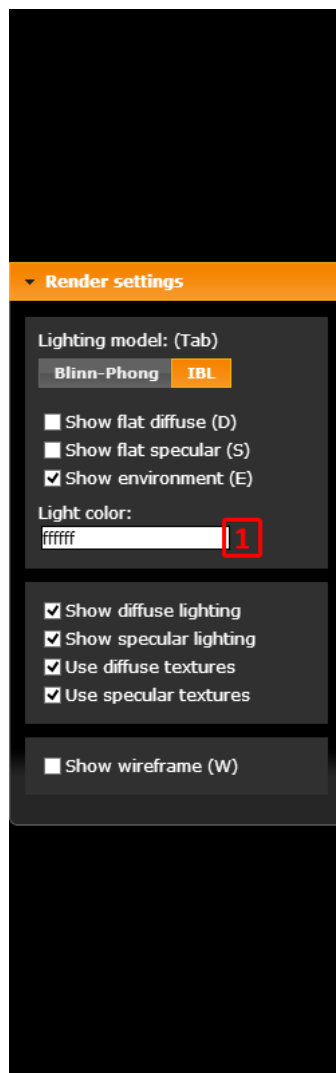 Render settings
Lighting model: (Tab)
Blinn-Phong IBL
Show flat diffuse (D)
Show flat specular (S)
Show environment (E)
Light color:
ffffff 1
Show diffuse lighting
Show specular lighting
Use diffuse textures
Use specular textures
Show wireframe (W)